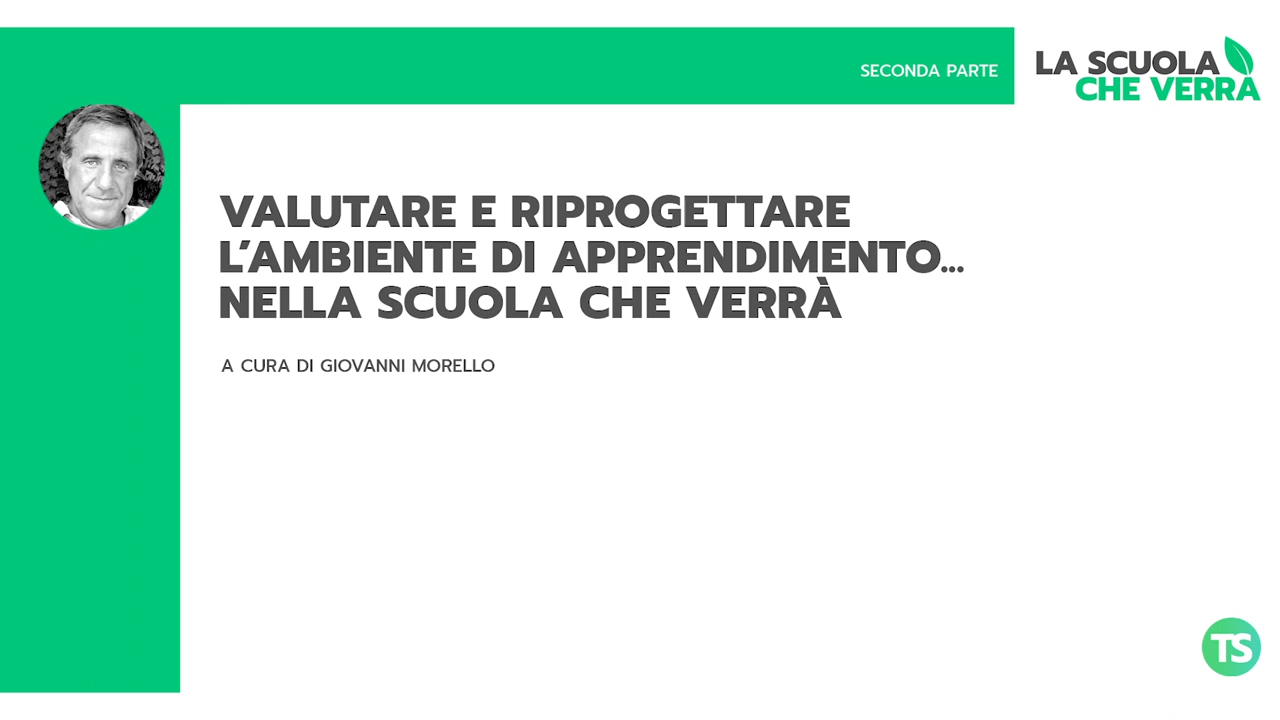 SECONDA PARTE
LA SCUOLA
CHE VERRÀ
VALUTARE E RIPROGETTARE
L’AMBIENTE DI APPRENDIMENTO...
NELLA SCUOLA CHE VERRÀ
A CURA DI GIOVANNI MORELLO
TS